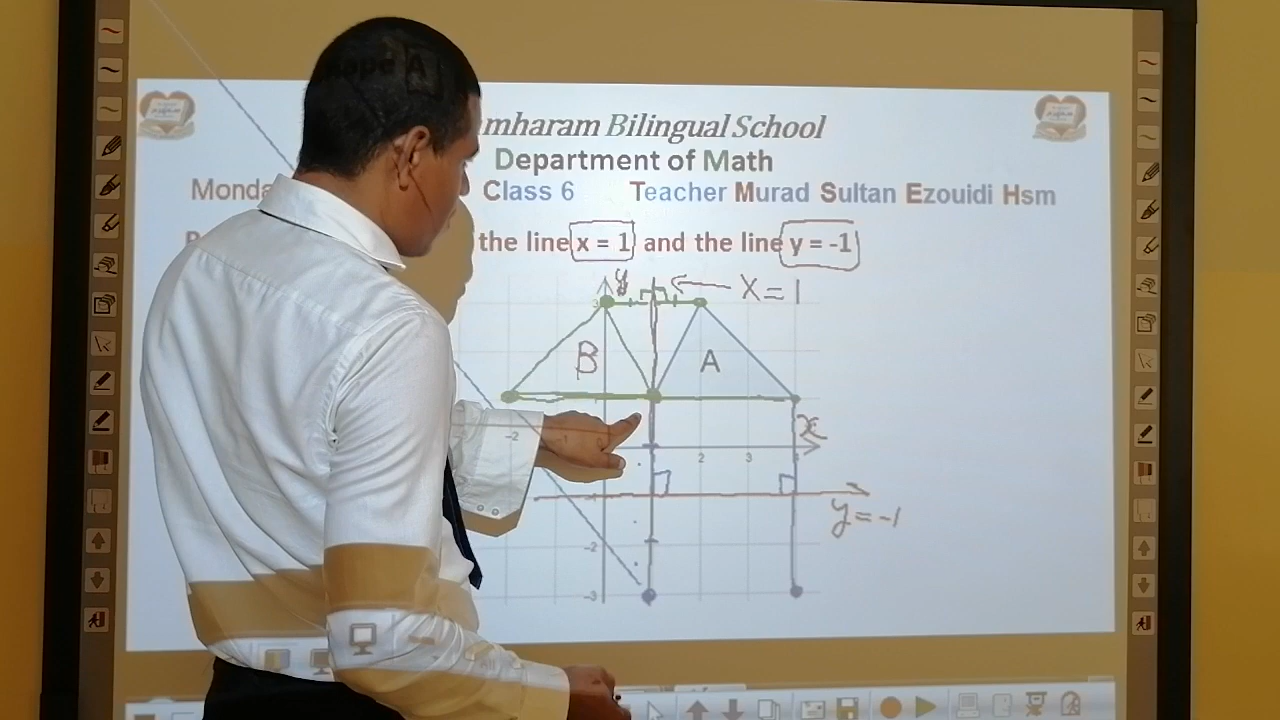 mharam Bilingual School
Department of Math
Class 6 Teacher Murad Sultan Ezouidi Hsm
the line x = 1 and the line y = -1
y
X = 1
3
B
A
x
-2
2
3
y = -1
-2
-3